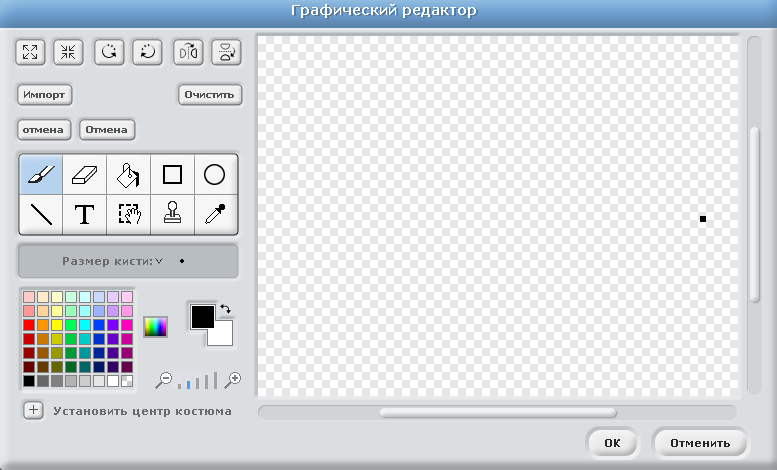 Графический редактор
Импорт
Очистить
отмена
Отмена
T
Размер кисти:
Установить центр костюма
OK
Отменить